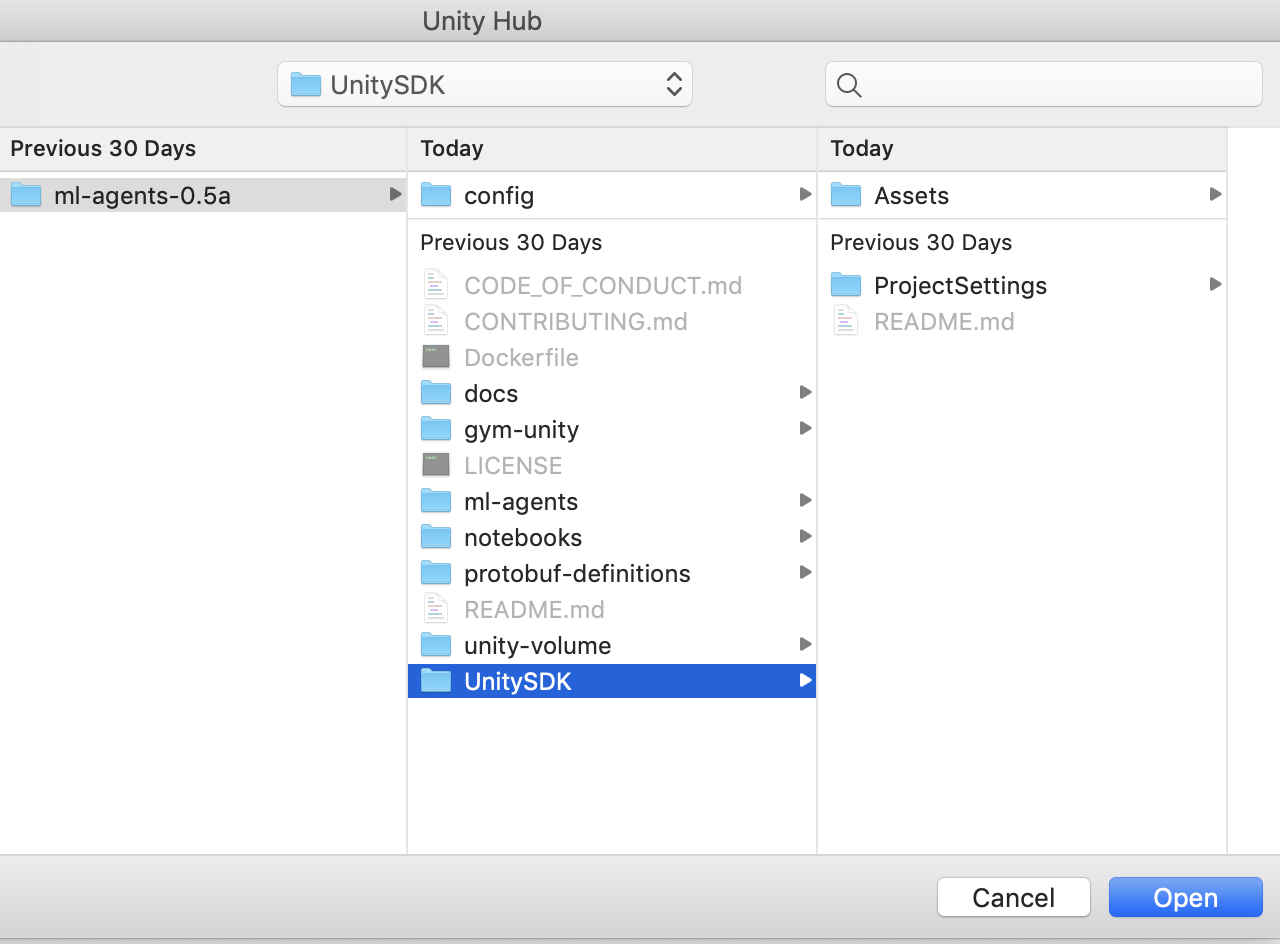 Unity Hub
UnitySDK
Previous 30 Days
ml-agents-0.5a
Today
config
Previous 30 Days
CODE_OF_CONDUCT.md
CONTRIBUTING.md
Dockerfile
docs
gym-unity
LICENSE
ml-agents
notebooks
protobuf-definitions
README.md
unity-volume
UnitySDK
Today
Assets
Previous 30 Days
ProjectSettings
README.md
Cancel
Open